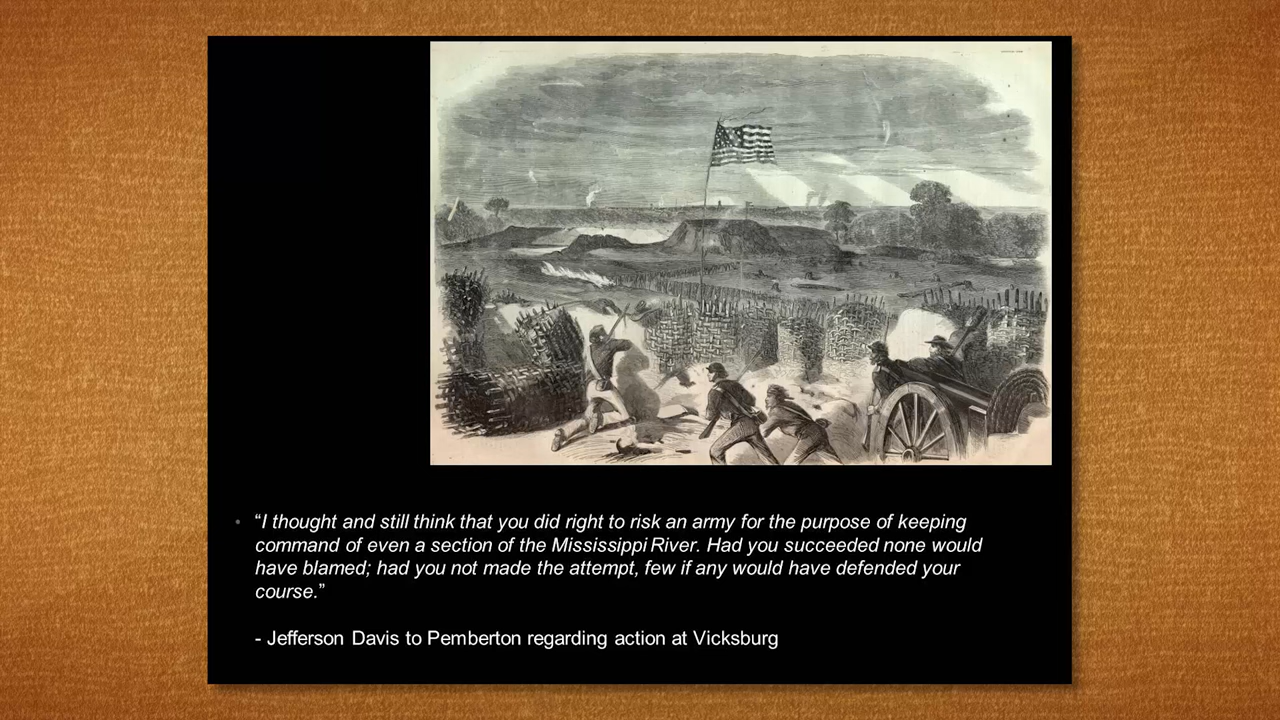 • “I thought and still think that you did right to risk an army for the purpose of keeping
command of even a section of the Mississippi River. Had you succeeded none would
have blamed; had you not made the attempt, few if any would have defended your
course.”
- Jefferson Davis to Pemberton regarding action at Vicksburg